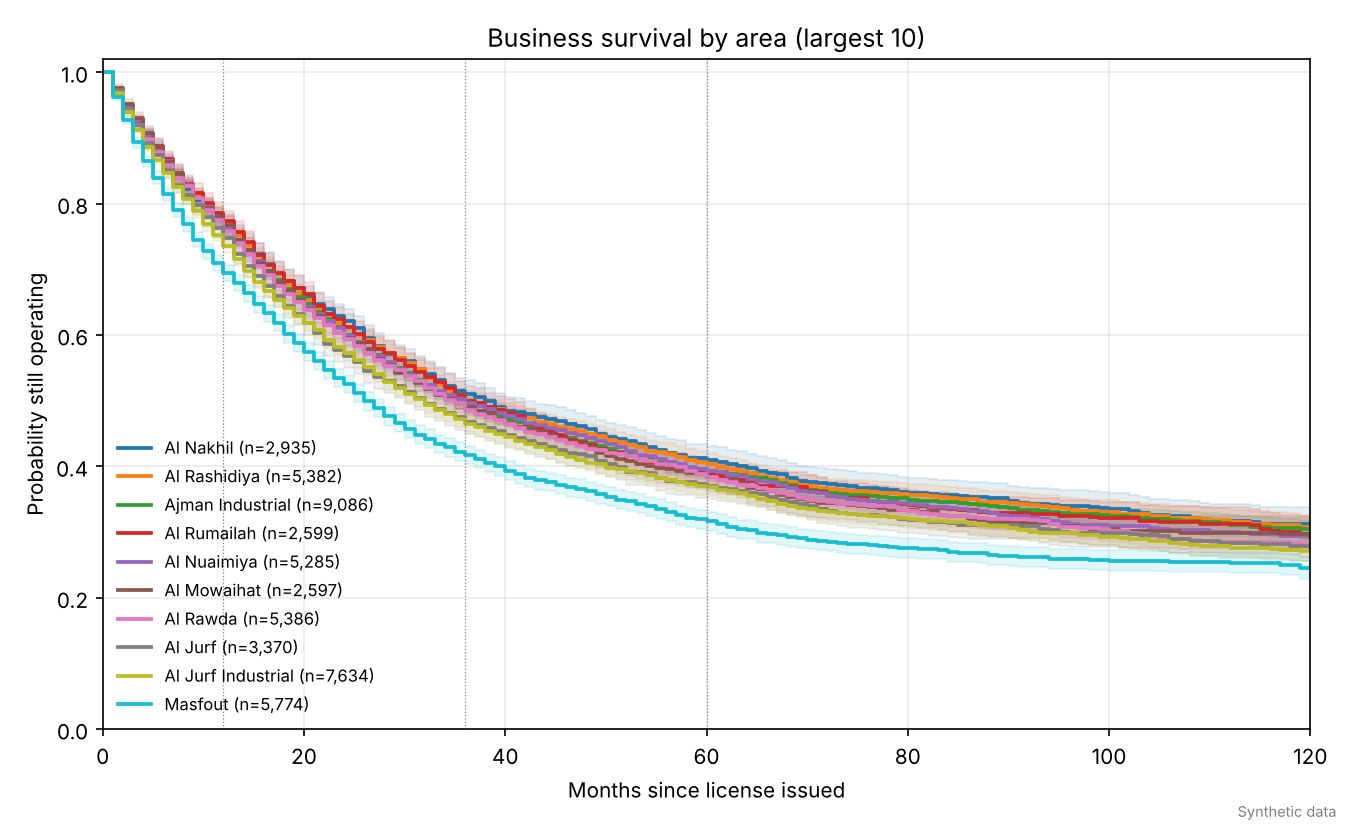 Business survival by area (largest 10)
Probability still operating
1.0
0.8
0.6
0.4
0.2
0.0
Al Nakhil (n=2,935)
Al Rashidiya (n=5,382)
Ajman Industrial (n=9,086)
Al Rumailah (n=2,599)
Al Nuaimiya (n=5,285)
Al Mowaihat (n=2,597)
Al Rawda (n=5,386)
Al Jurf (n=3,370)
Al Jurf Industrial (n=7,634)
Masfout (n=5,774)
0 20 40 60 80 100 120
Months since license issued
Synthetic data